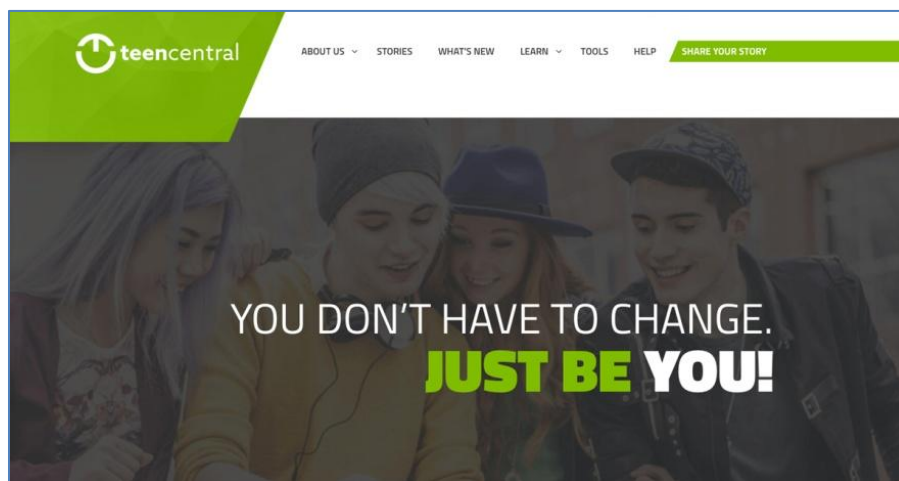 teencentral
ABOUT US STORIES WHAT'S NEW LEARN TOOLS HELP SHARE YOUR STORY
YOU DON'T HAVE TO CHANGE.
JUST BE YOU!